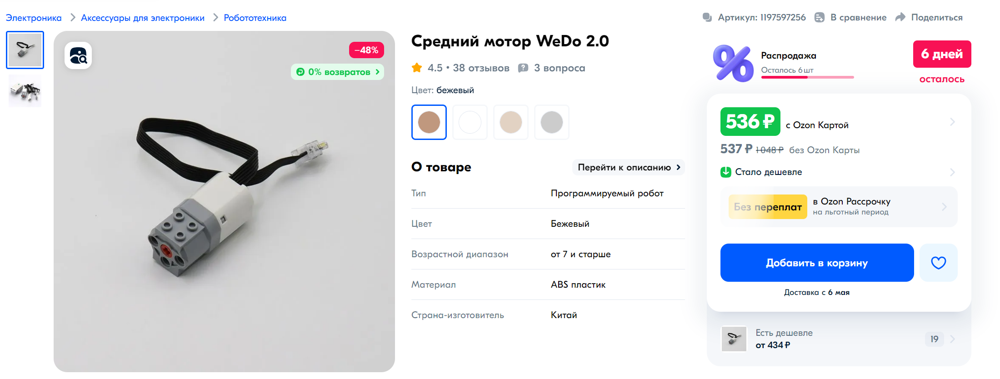 Электроника > Аксессуары для электроники > Робототехника
Артикул: 1197597256 В сравнение Поделиться
−48%
0% возвратов
Средний мотор WeDo 2.0
4.5 • 38 отзывов 3 вопроса
Цвет: бежевый
О товаре
Перейти к описанию
Тип Программируемый робот
Цвет Бежевый
Возрастной диапазон от 7 и старше
Материал ABS пластик
Страна-изготовитель Китай
%
Распродажа
Осталось 6 шт
6 дней
осталось
536 ₽ с Ozon Картой
537 ₽ 1 048 ₽ без Ozon Карты
Стало дешевле
Без переплат
в Ozon Рассрочку
на льготный период
Добавить в корзину
Доставка с 6 мая
Есть дешевле
от 434 ₽
19